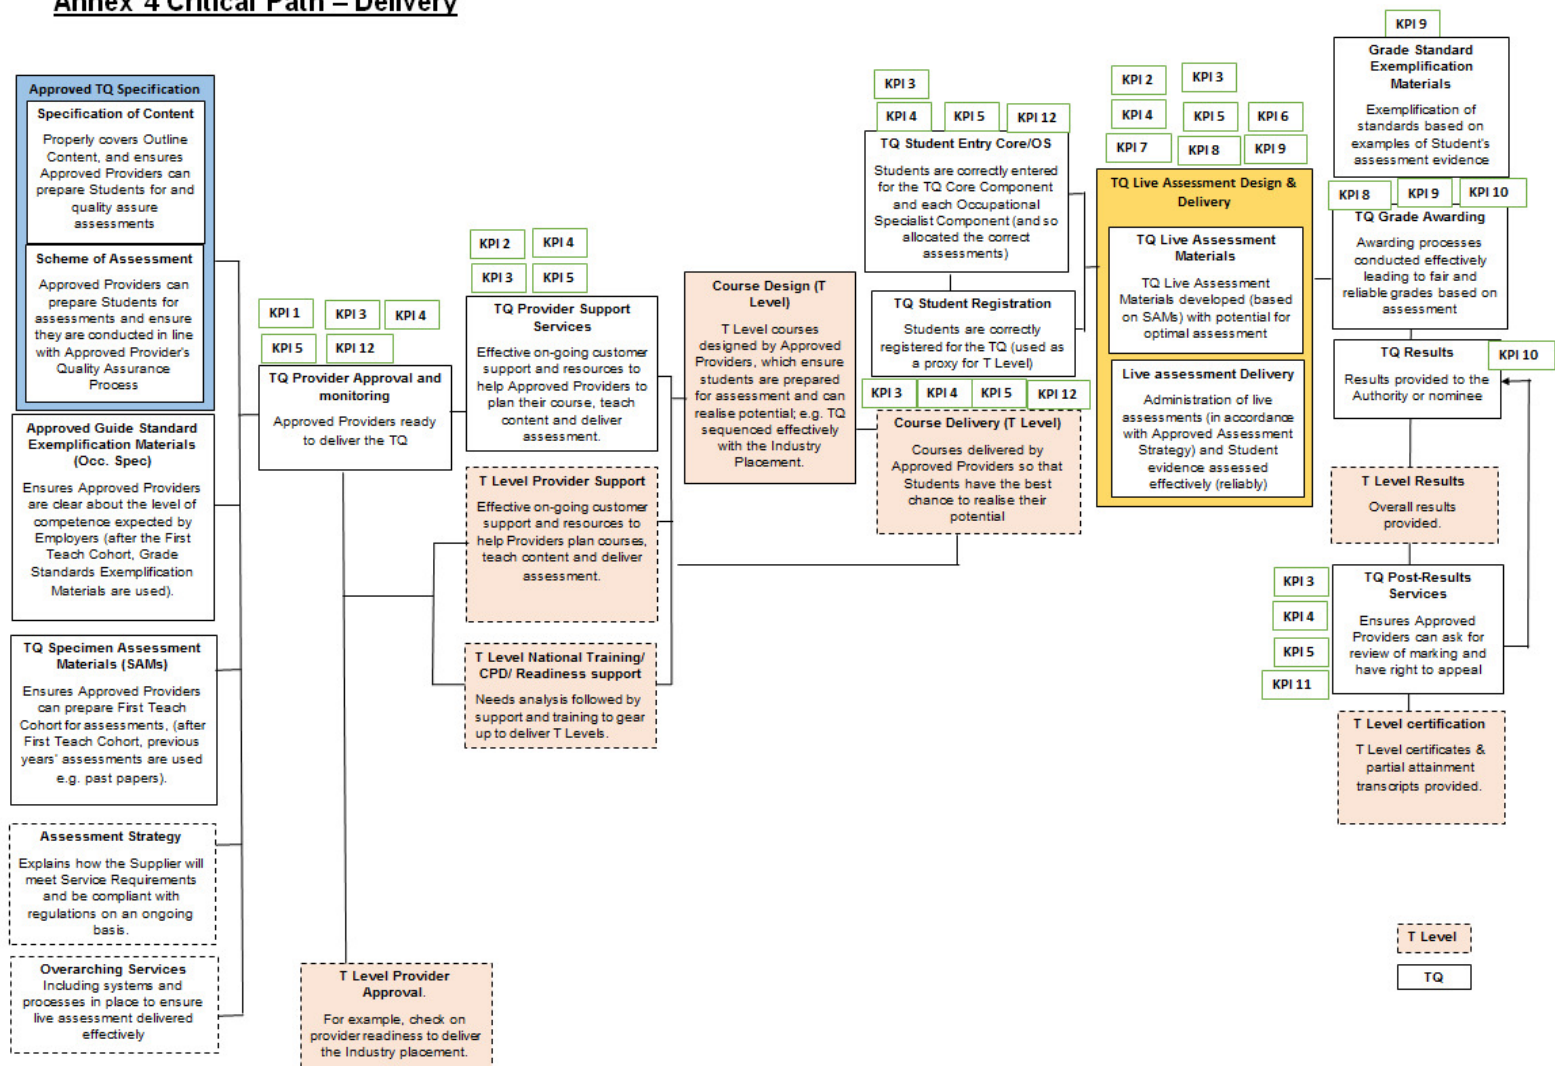 Annex 4 Critical Path – Delivery
Approved TQ Specification
Specification of Content
Properly covers Outline
Content, and ensures
Approved Providers can
prepare Students for and
quality assure
assessments
Scheme of Assessment
Approved Providers can
prepare Students for
assessments and ensure
they are conducted in line
with Approved Provider's
Quality Assurance
Process
Approved Guide Standard
Exemplification Materials
(Occ. Spec)
Ensures Approved Providers
are clear about the level of
competence expected by
Employers (after the First
Teach Cohort, Grade
Standards Exemplification
Materials are used).
TQ Specimen Assessment
Materials (SAMs)
Ensures Approved Providers
can prepare First Teach
Cohort for assessments, (after
First Teach Cohort, previous
years' assessments are used
e.g. past papers).
Assessment Strategy
Explains how the Supplier will
meet Service Requirements
and be compliant with
regulations on an ongoing
basis.
Overarching Services
Including systems and
processes in place to ensure
live assessment delivered
effectively
KPI 1
KPI 3
KPI 4
KPI 5
KPI 12
TQ Provider Approval and
monitoring
Approved Providers ready
to deliver the TQ
T Level Provider
Approval.
For example, check on
provider readiness to deliver
the Industry placement.
KPI 2
KPI 4
KPI 3
KPI 5
TQ Provider Support
Services
Effective on-going customer
support and resources to
help Approved Providers to
plan their course, teach
content and deliver
assessment.
T Level Provider Support
Effective on-going customer
support and resources to
help Providers plan courses,
teach content and deliver
assessment.
T Level National Training/
CPD/ Readiness support
Needs analysis followed by
support and training to gear
up to deliver T Levels.
Course Design (T
Level)
T Level courses
designed by Approved
Providers, which ensure
students are prepared
for assessment and can
realise potential; e.g. TQ
sequenced effectively
with the Industry
Placement.
KPI 3
KPI 4
KPI 5
KPI 12
TQ Student Entry Core/OS
Students are correctly entered
for the TQ Core Component
and each Occupational
Specialist Component (and so
allocated the correct
assessments)
TQ Student Registration
Students are correctly
registered for the TQ (used as
a proxy for T Level)
KPI 3
KPI 4
KPI 5
KPI 12
Course Delivery (T Level)
Courses delivered by
Approved Providers so that
Students have the best
chance to realise their
potential
KPI 2
KPI 3
KPI 4
KPI 5
KPI 6
KPI 7
KPI 8
KPI 9
TQ Live Assessment Design &
Delivery
TQ Live Assessment
Materials
TQ Live Assessment
Materials developed (based
on SAMs) with potential for
optimal assessment
Live assessment Delivery
Administration of live
assessments (in accordance
with Approved Assessment
Strategy) and Student
evidence assessed
effectively (reliably)
KPI 9
Grade Standard
Exemplification
Materials
Exemplification of
standards based on
examples of Student's
assessment evidence
KPI 8
KPI 9
KPI 10
TQ Grade Awarding
Awarding processes
conducted effectively
leading to fair and
reliable grades based on
assessment
TQ Results
KPI 10
Results provided to the
Authority or nominee
T Level Results
Overall results
provided.
KPI 3
KPI 4
KPI 5
KPI 11
TQ Post-Results
Services
Ensures Approved
Providers can ask for
review of marking and
have right to appeal
T Level certification
T Level certificates &
partial attainment
transcripts provided.
T Level
TQ